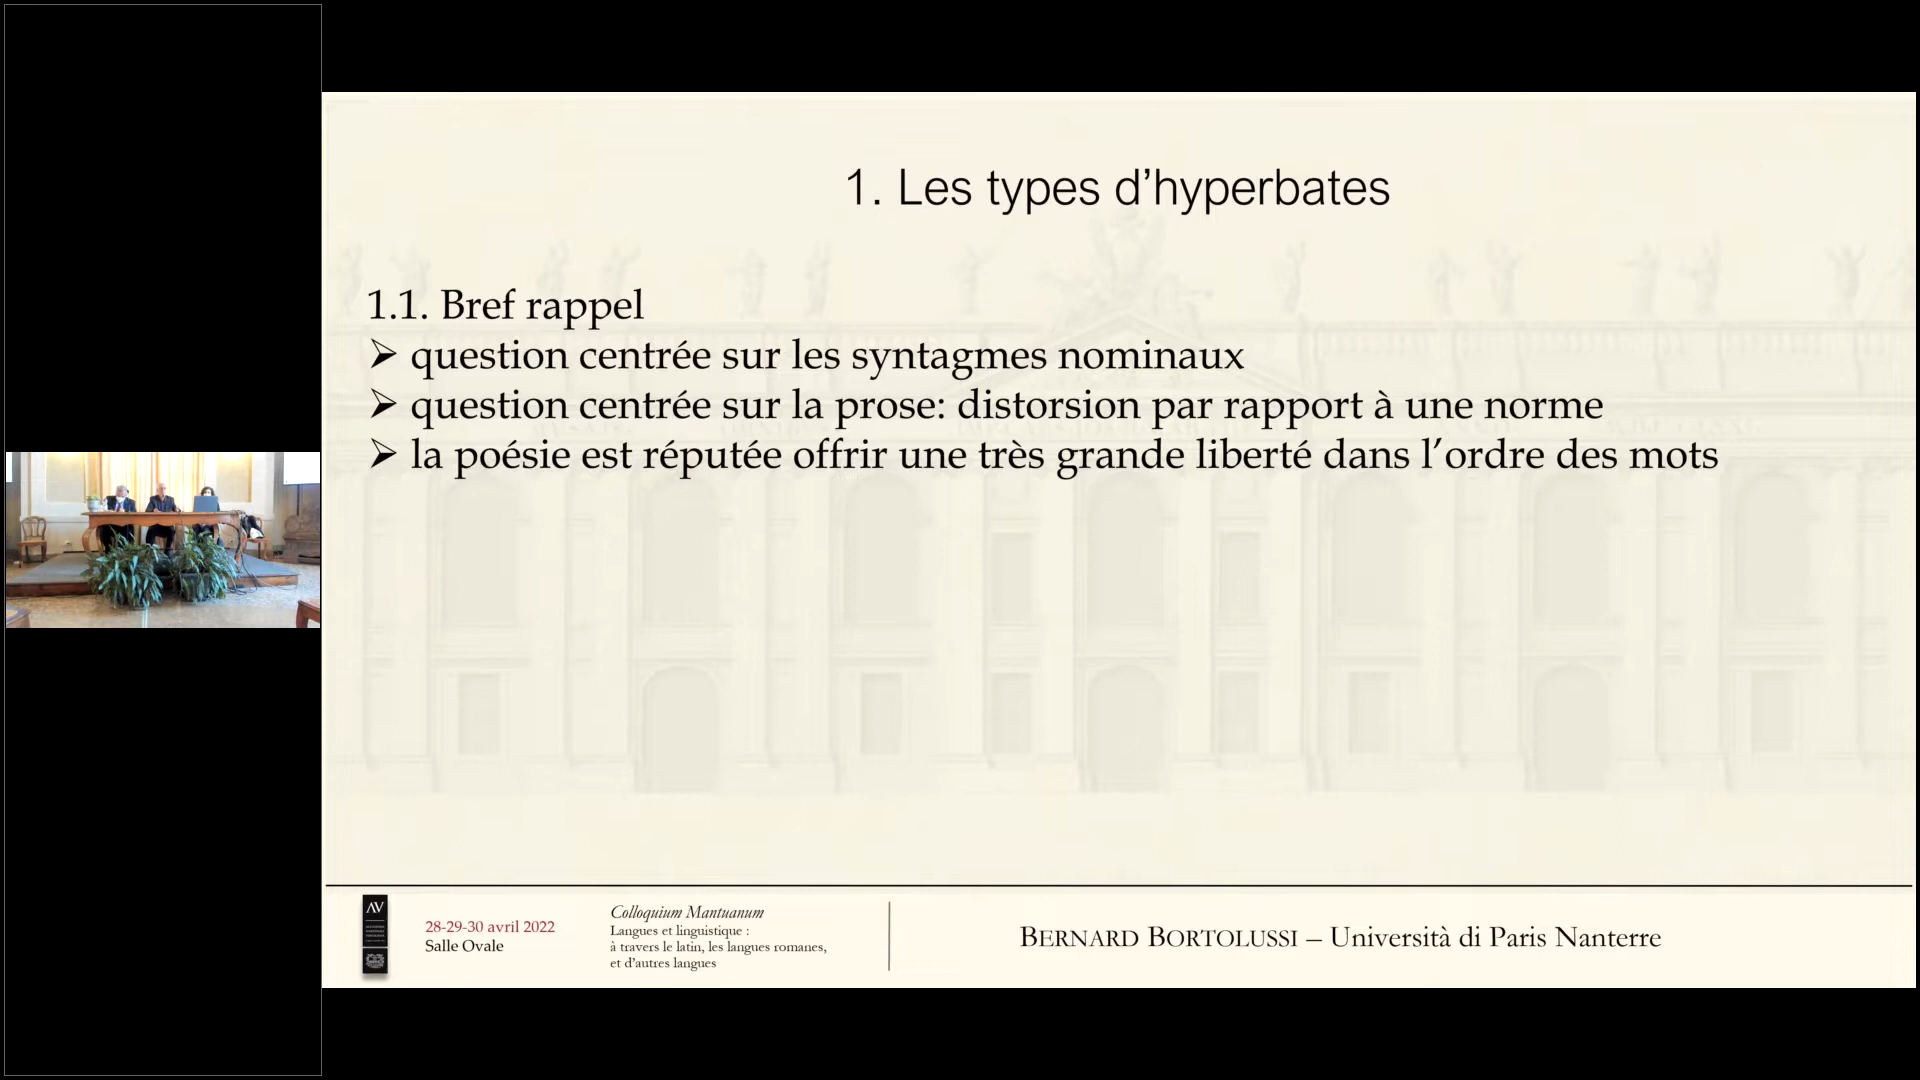 1. Les types d’hyperbates
1.1. Bref rappel
➢ question centrée sur les syntagmes nominaux
➢ question centrée sur la prose: distorsion par rapport à une norme
➢ la poésie est réputée offrir une très grande liberté dans l’ordre des mots
AV
28-29-30 avril 2022
Salle Ovale
Colloquium Mantuanum
Langues et linguistique :
à travers le latin, les langues romanes,
et d’autres langues
BERNARD BORTOLUSSI – Università di Paris Nanterre